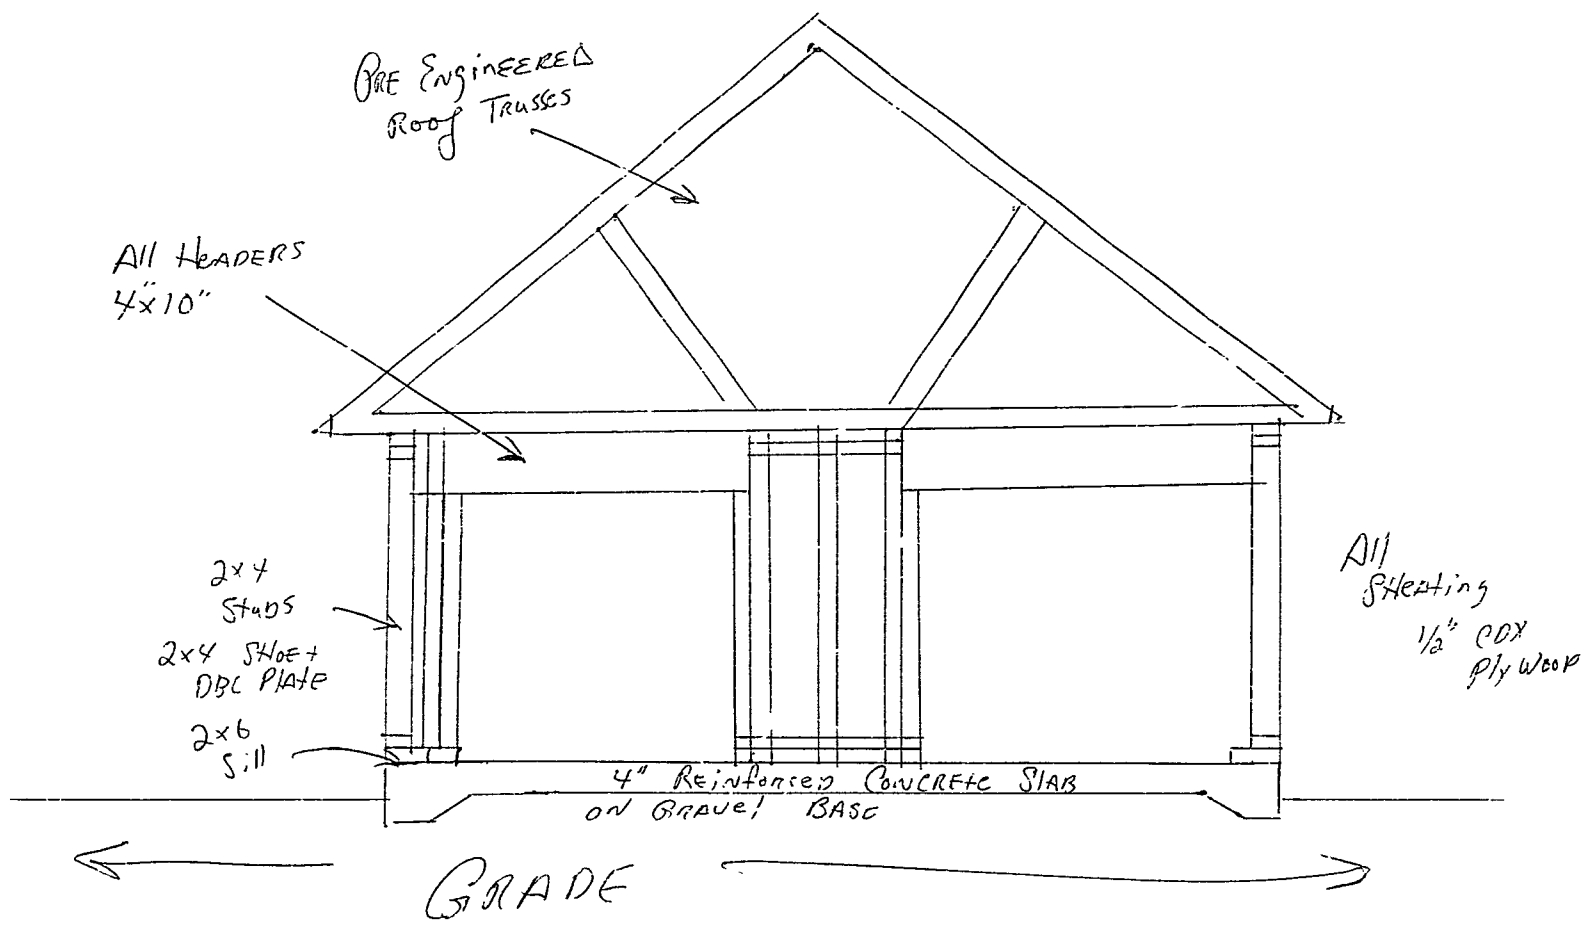 PRE ENGINEERED
ROOF TRUSSES
All HEADERS
4"x10"
2x4
STUDS
2x4 SHOE +
DBL PLATE
2x6
Sill
All
SHEATING
1/2" CDX
PLYWOOD
4" REINFORCED CONCRETE SLAB
ON GRAVEL BASE
GRADE